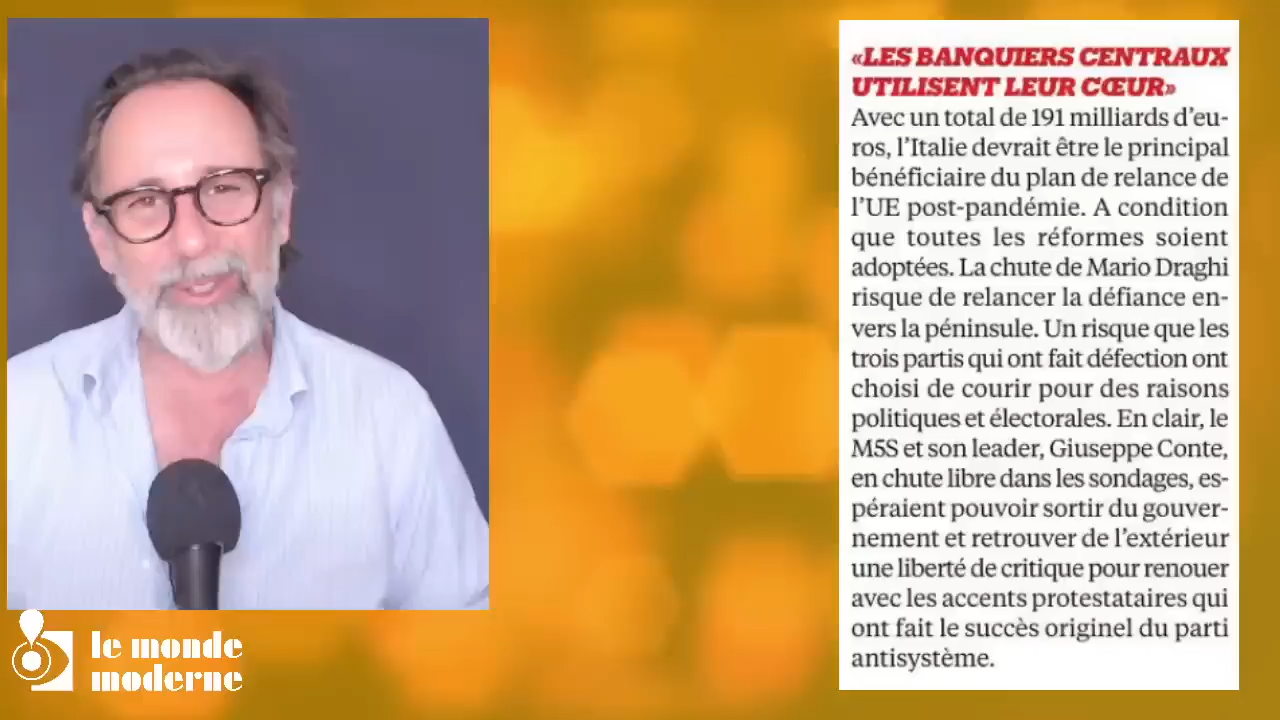 «LES BANQUIERS CENTRAUX
UTILISENT LEUR CŒUR»
Avec un total de 191 milliards d’eu-
ros, l’Italie devrait être le principal
bénéficiaire du plan de relance de
l’UE post-pandémie. A condition
que toutes les réformes soient
adoptées. La chute de Mario Draghi
risque de relancer la défiance en-
vers la péninsule. Un risque que les
trois partis qui ont fait défection ont
choisi de courir pour des raisons
politiques et électorales. En clair, le
M5S et son leader, Giuseppe Conte,
en chute libre dans les sondages, es-
péraient pouvoir sortir du gouver-
nement et retrouver de l’extérieur
une liberté de critique pour renouer
avec les accents protestataires qui
ont fait le succès originel du parti
antisystème.
le monde
moderne